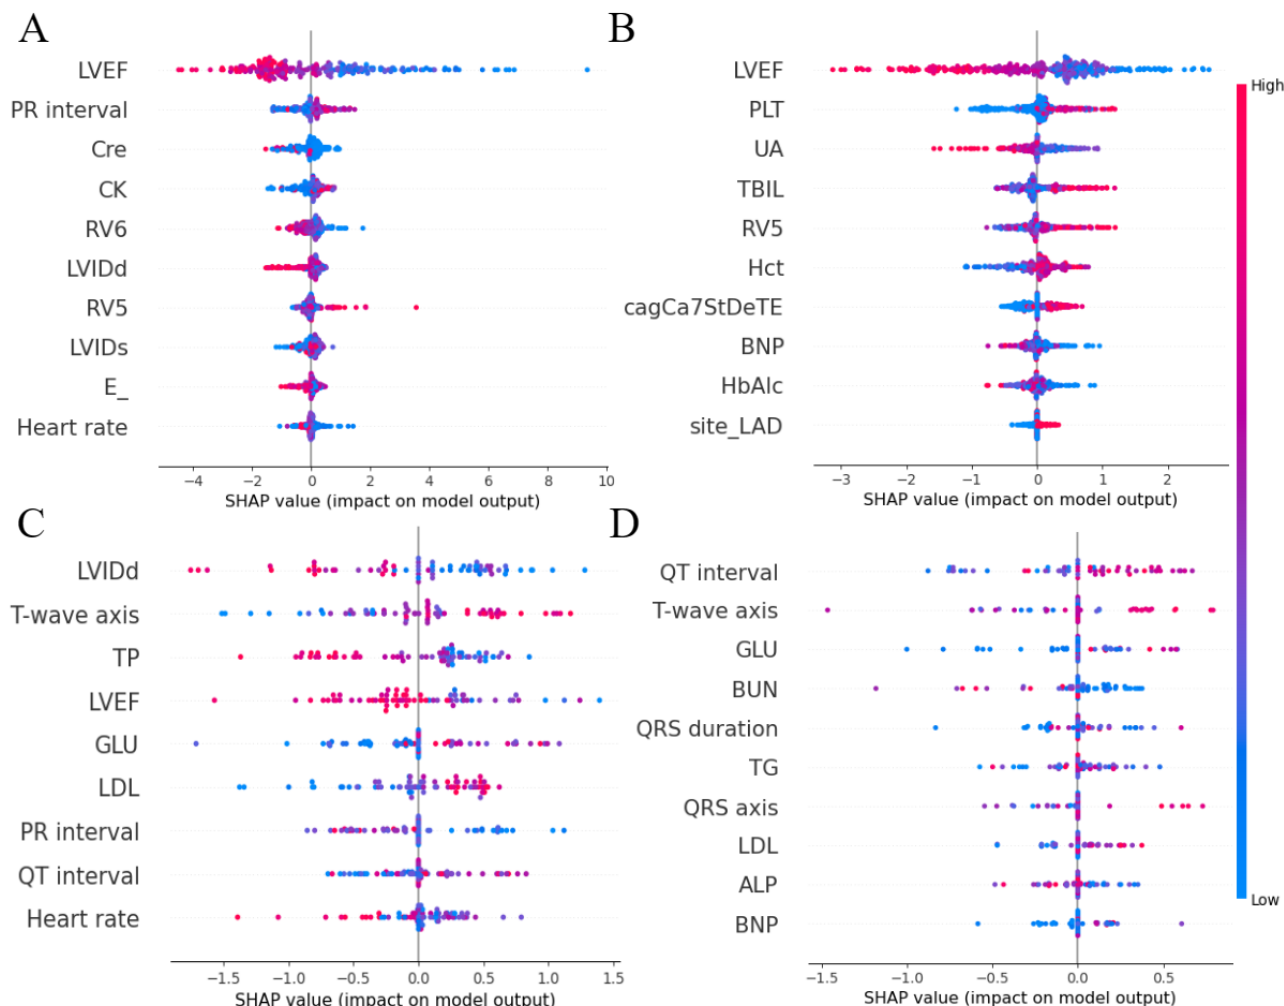 A
LVEF
PR interval
Cre
CK
RV6
LVIDd
RV5
LVIDs
E_
Heart rate
−4 −2 0 2 4 6 8 10
SHAP value (impact on model output)
B
LVEF
PLT
UA
TBIL
RV5
Hct
cagCa7StDeTE
BNP
HbAlc
site_LAD
−3 −2 −1 0 1 2
SHAP value (impact on model output)
High
Low
C
LVIDd
T-wave axis
TP
LVEF
GLU
LDL
PR interval
QT interval
Heart rate
−1.5 −1.0 −0.5 0.0 0.5 1.0 1.5
SHAP value (impact on model output)
D
QT interval
T-wave axis
GLU
BUN
QRS duration
TG
QRS axis
LDL
ALP
BNP
−1.5 −1.0 −0.5 0.0 0.5
SHAP value (impact on model output)